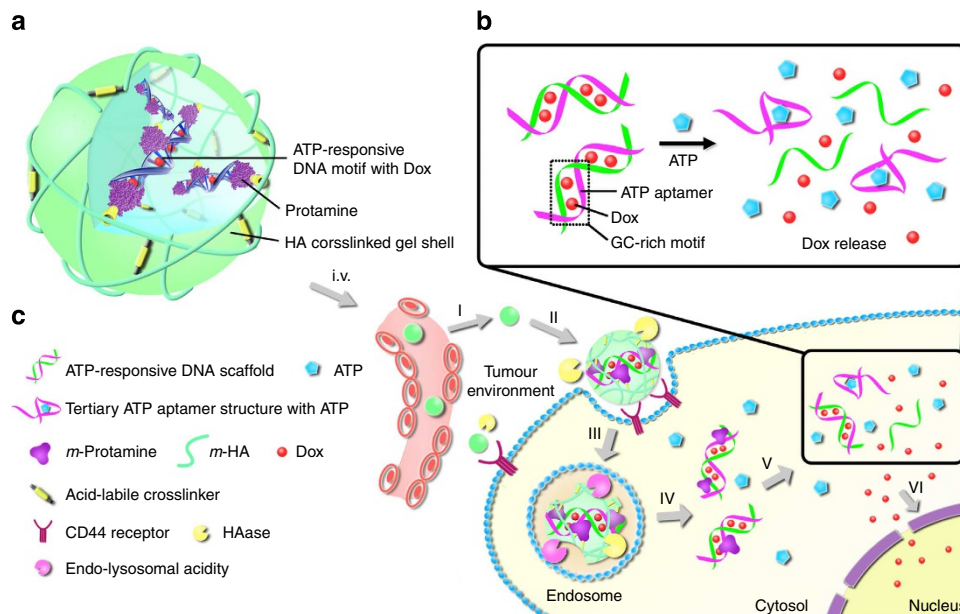 a
ATP-responsive
DNA motif with Dox
Protamine
HA corsslinked gel shell
b
ATP
ATP aptamer
Dox
GC-rich motif
Dox release
c
i.v.
I
II
Tumour
environment
III
IV
V
VI
Endosome
Cytosol
Nucleus
ATP-responsive DNA scaffold
ATP
Tertiary ATP aptamer structure with ATP
m-Protamine
m-HA
Dox
Acid-labile crosslinker
CD44 receptor
HAase
Endo-lysosomal acidity